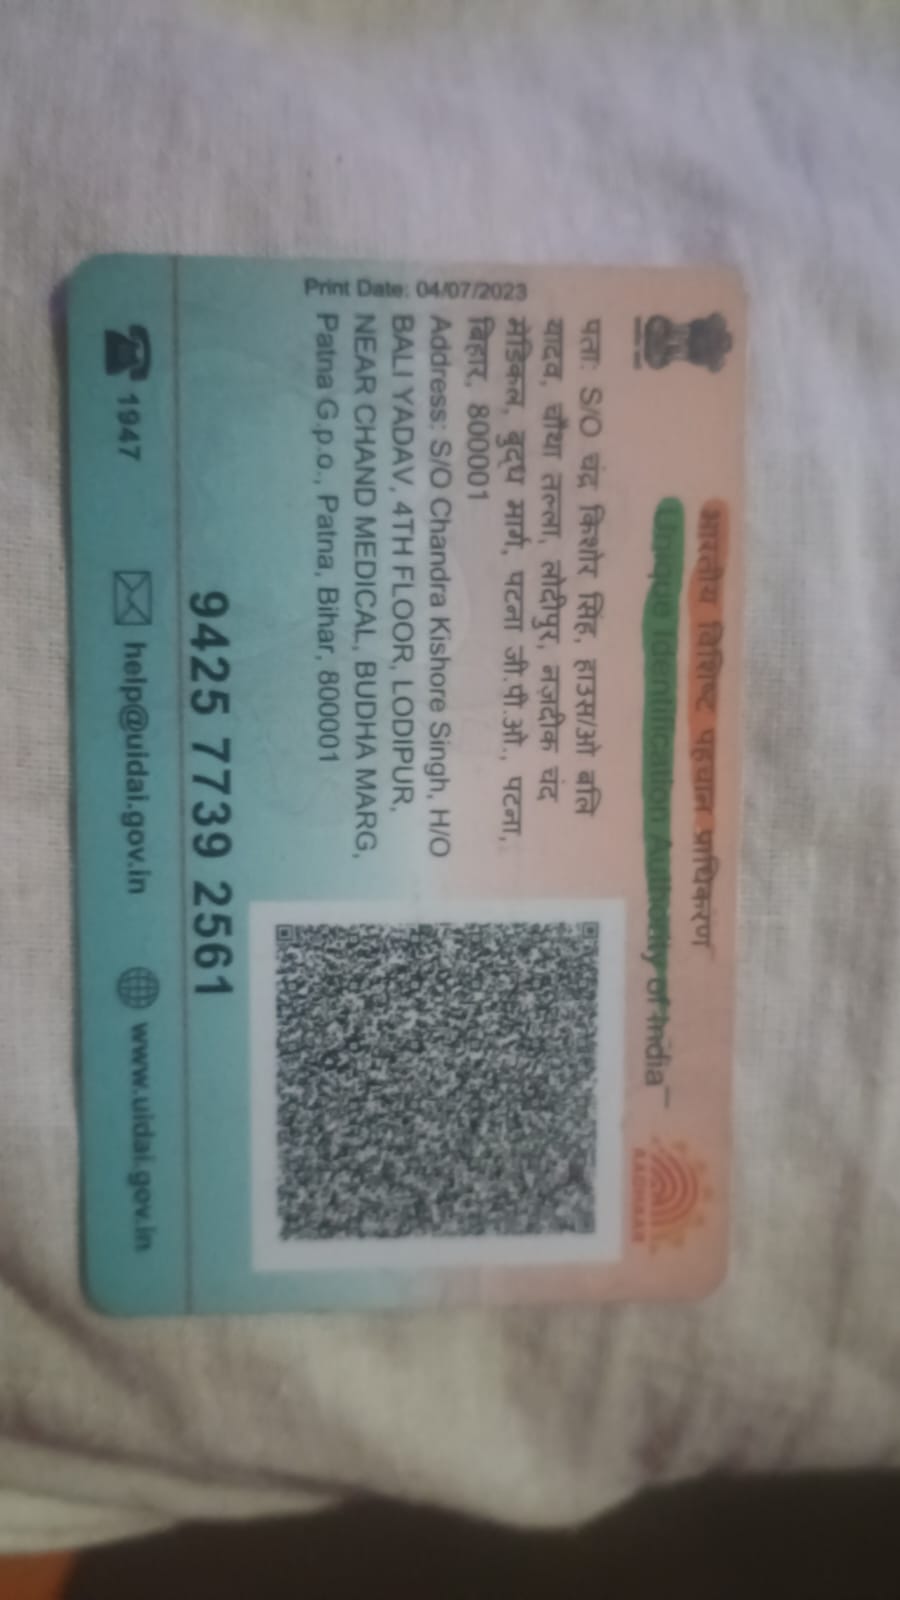 भारतीय विशिष्ट पहचान प्राधिकरण
Unique Identification Authority of India
AADHAAR
Print Date: 04/07/2023
पता: S/O चंद्र किशोर सिंह, हाउस/ओ बलि
यादव, चौथा तल्ला, लोदीपुर, नज़दीक चंद
मेडिकल, बुद्ध मार्ग, पटना जी.पी.ओ., पटना,
बिहार, 800001
Address: S/O Chandra Kishore Singh, H/O
BALI YADAV, 4TH FLOOR, LODIPUR,
NEAR CHAND MEDICAL, BUDHA MARG,
Patna G.p.o., Patna, Bihar, 800001
9425 7739 2561
1947 help@uidai.gov.in www.uidai.gov.in